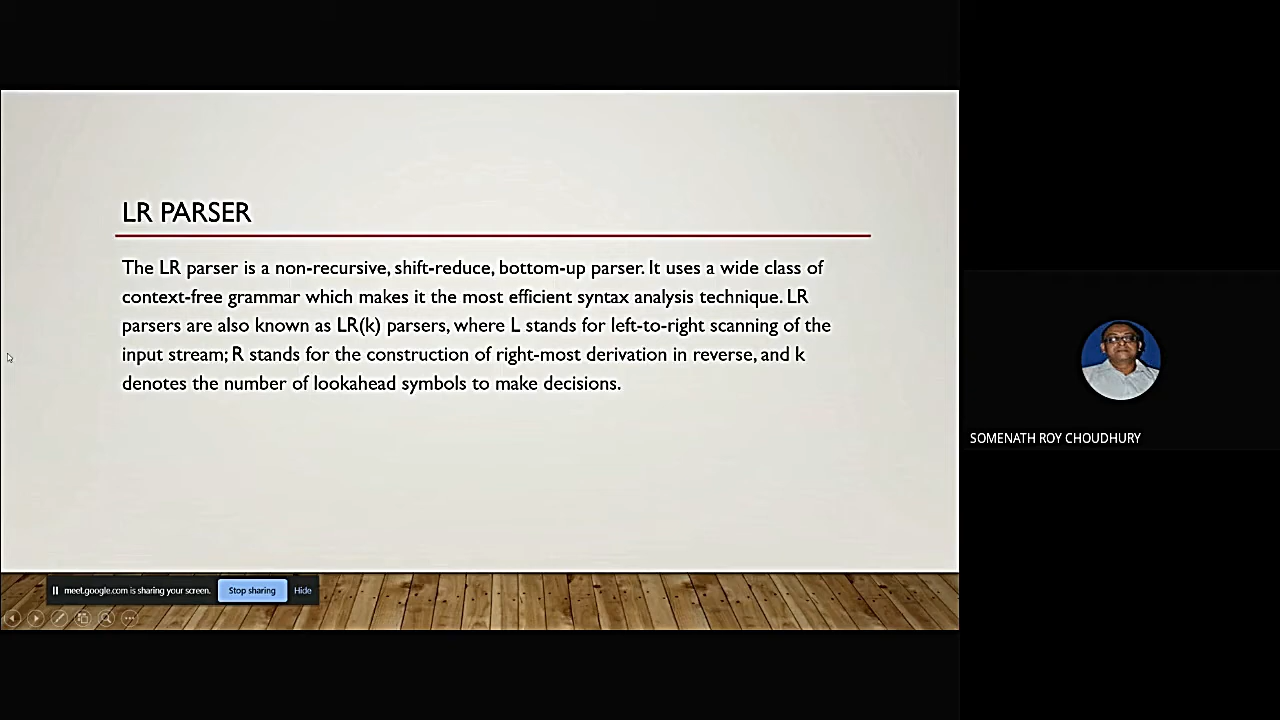 LR PARSER
The LR parser is a non-recursive, shift-reduce, bottom-up parser. It uses a wide class of
context-free grammar which makes it the most efficient syntax analysis technique. LR
parsers are also known as LR(k) parsers, where L stands for left-to-right scanning of the
input stream; R stands for the construction of right-most derivation in reverse, and k
denotes the number of lookahead symbols to make decisions.
SOMENATH ROY CHOUDHURY
meet.google.com is sharing your screen. Stop sharing Hide